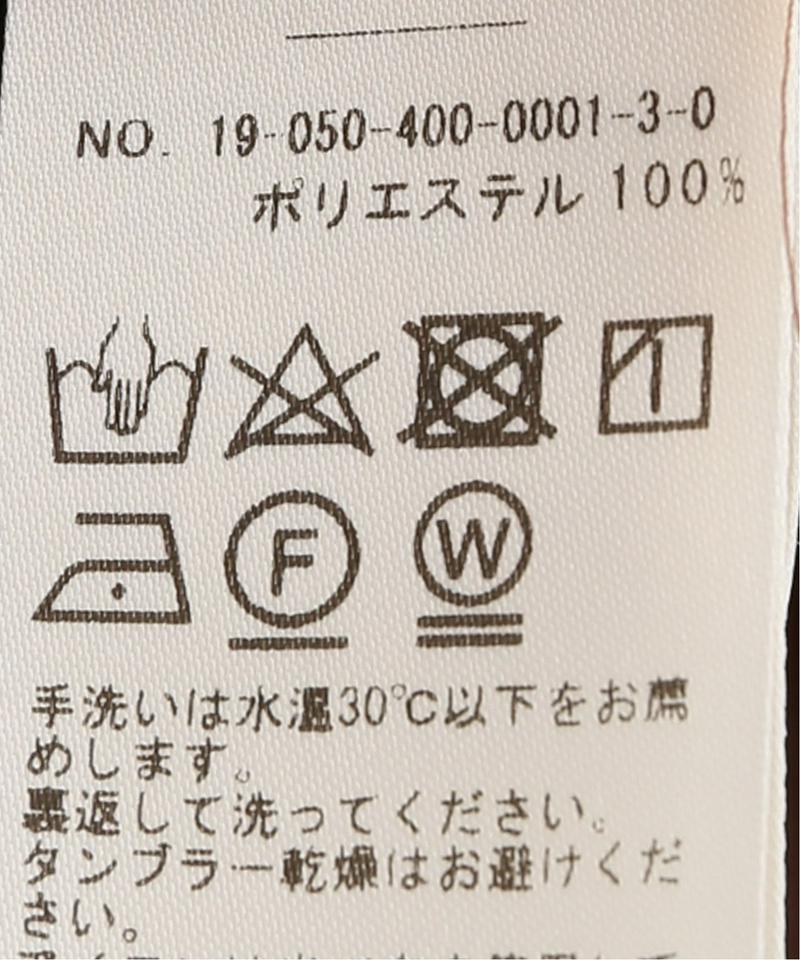 NO. 19-050-400-0001-3-0
ポリエステル100%
F W
手洗いは水温30℃以下をお薦
めします。
裏返して洗ってください。
タンブラー乾燥はお避けくだ
さい。